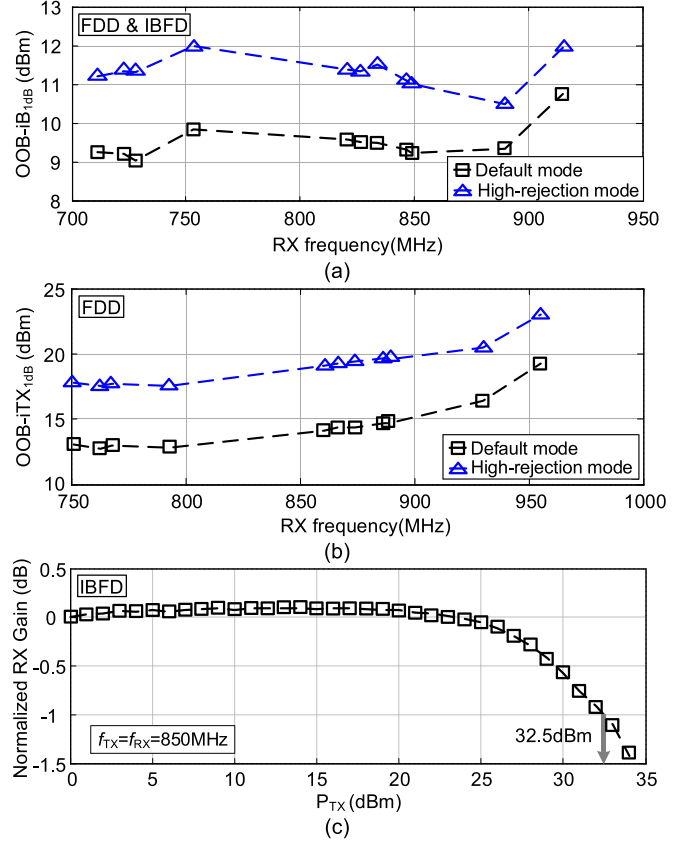 FDD & IBFD
OOB-iB1dB (dBm)
12
11
10
9
8
Default mode
High-rejection mode
700 750 800 850 900 950
RX frequency(MHz)
(a)
FDD
OOB-iTX1dB (dBm)
25
20
15
10
Default mode
High-rejection mode
750 800 850 900 950 1000
RX frequency(MHz)
(b)
IBFD
Normalized RX Gain (dB)
0.5
0
-0.5
-1
-1.5
fTX=fRX=850MHz
32.5dBm
0 5 10 15 20 25 30 35
PTX (dBm)
(c)